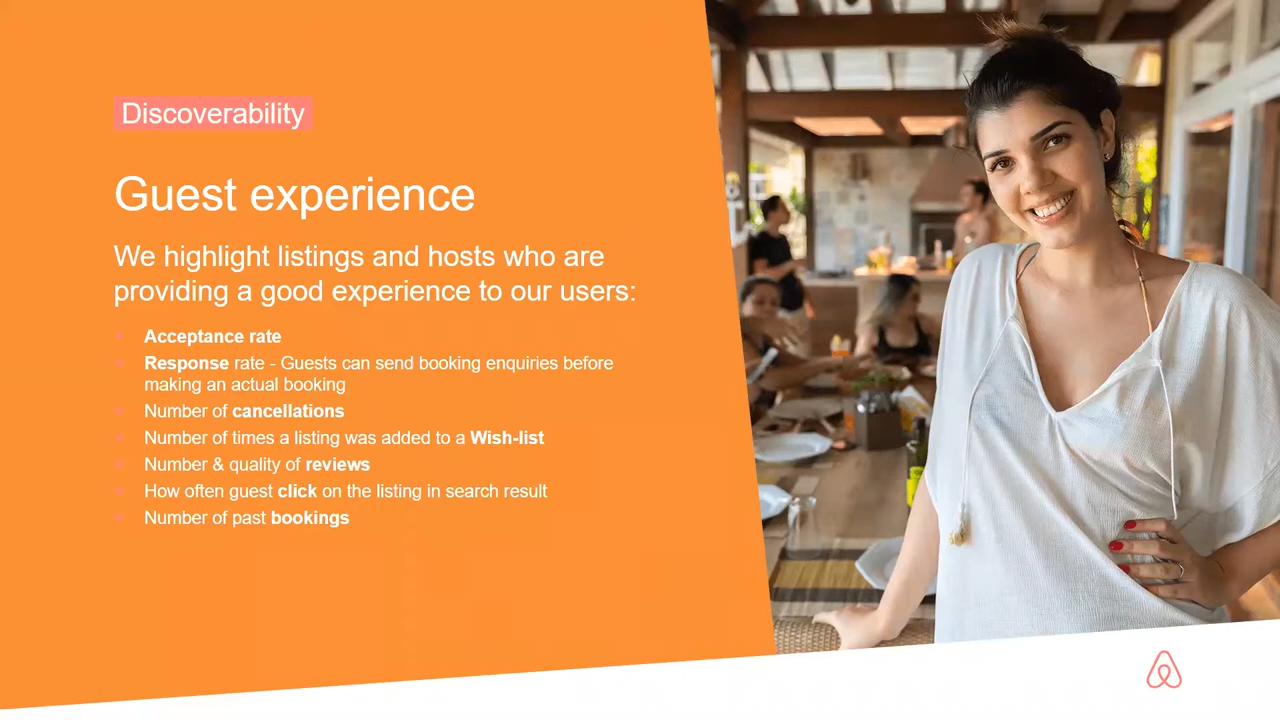 Discoverability
Guest experience
We highlight listings and hosts who are
providing a good experience to our users:
Acceptance rate
Response rate - Guests can send booking enquiries before
making an actual booking
Number of cancellations
Number of times a listing was added to a Wish-list
Number & quality of reviews
How often guest click on the listing in search result
Number of past bookings